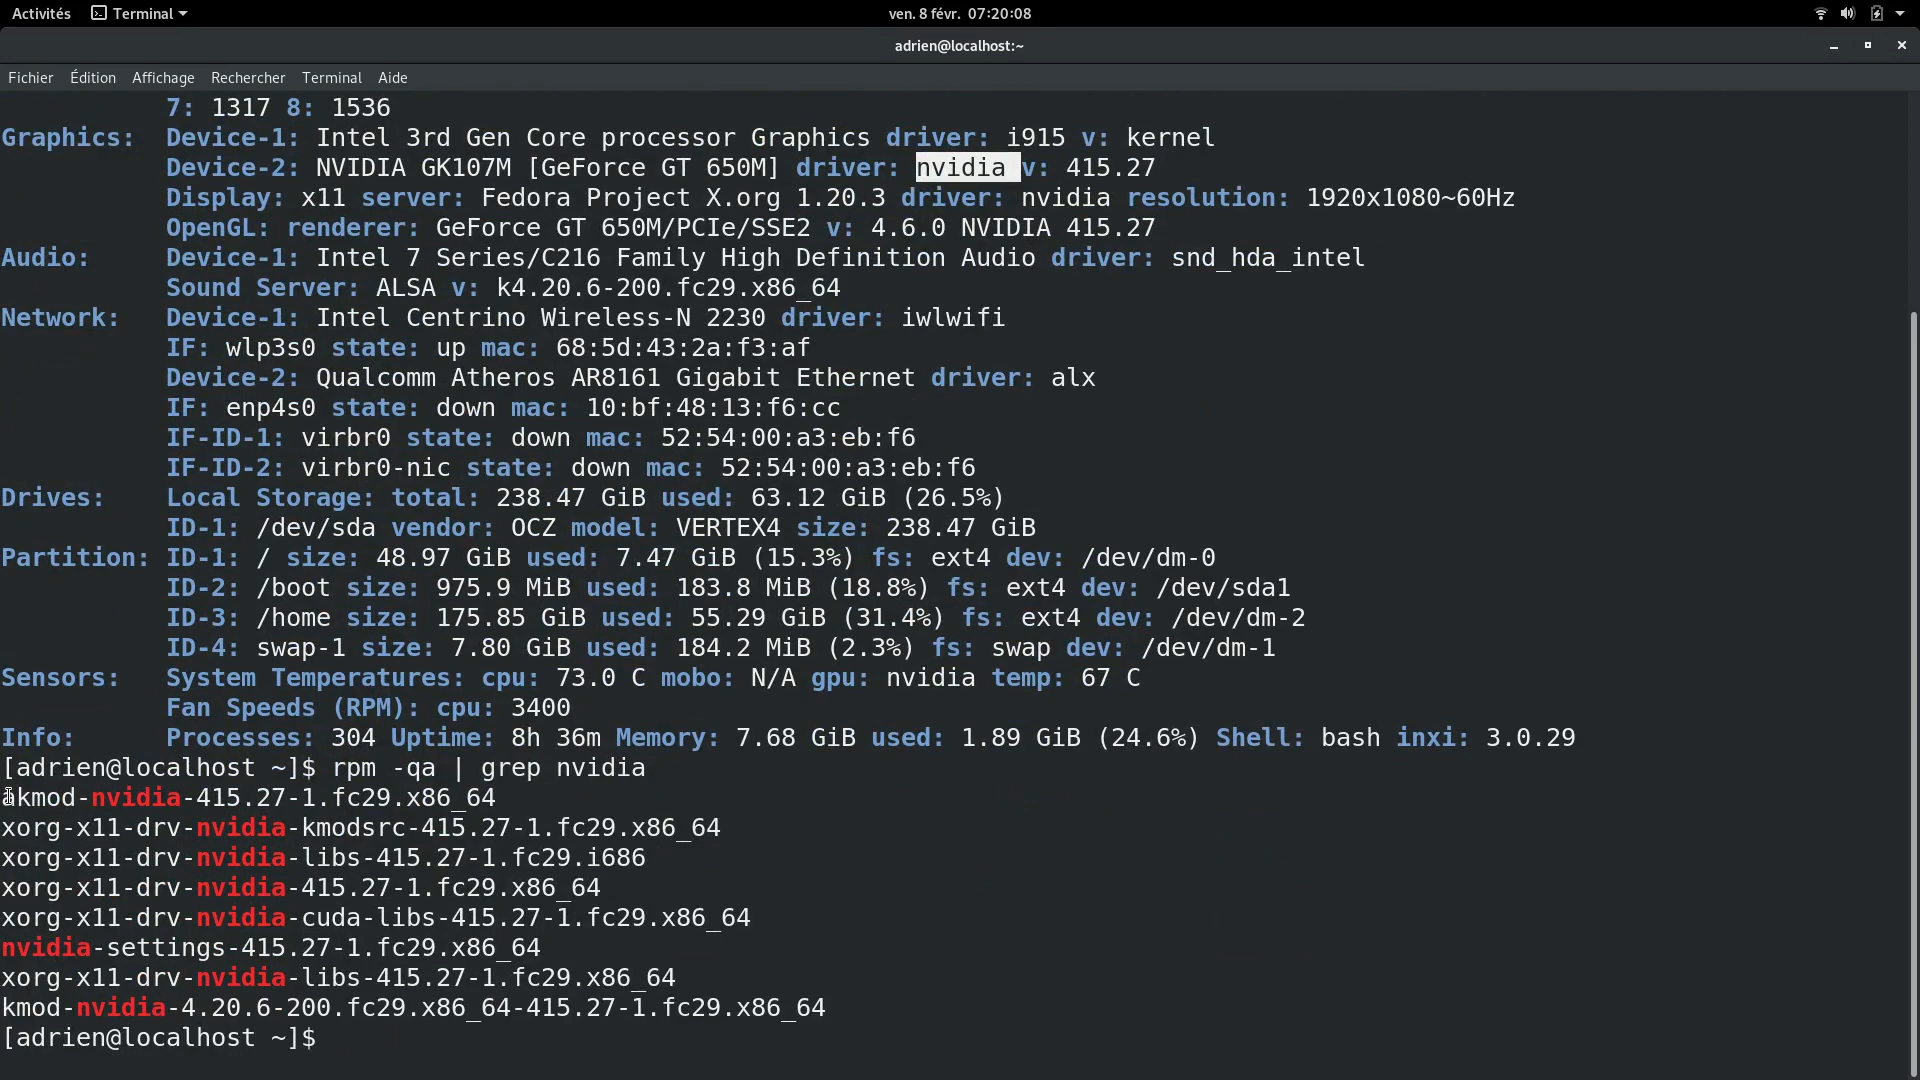 Activités Terminal ven. 8 févr. 07:20:08
adrien@localhost:~
Fichier Édition Affichage Rechercher Terminal Aide
7: 1317 8: 1536
Graphics: Device-1: Intel 3rd Gen Core processor Graphics driver: i915 v: kernel
Device-2: NVIDIA GK107M [GeForce GT 650M] driver: nvidia v: 415.27
Display: x11 server: Fedora Project X.org 1.20.3 driver: nvidia resolution: 1920x1080~60Hz
OpenGL: renderer: GeForce GT 650M/PCIe/SSE2 v: 4.6.0 NVIDIA 415.27
Audio: Device-1: Intel 7 Series/C216 Family High Definition Audio driver: snd_hda_intel
Sound Server: ALSA v: k4.20.6-200.fc29.x86_64
Network: Device-1: Intel Centrino Wireless-N 2230 driver: iwlwifi
IF: wlp3s0 state: up mac: 68:5d:43:2a:f3:af
Device-2: Qualcomm Atheros AR8161 Gigabit Ethernet driver: alx
IF: enp4s0 state: down mac: 10:bf:48:13:f6:cc
IF-ID-1: virbr0 state: down mac: 52:54:00:a3:eb:f6
IF-ID-2: virbr0-nic state: down mac: 52:54:00:a3:eb:f6
Drives: Local Storage: total: 238.47 GiB used: 63.12 GiB (26.5%)
ID-1: /dev/sda vendor: OCZ model: VERTEX4 size: 238.47 GiB
Partition: ID-1: / size: 48.97 GiB used: 7.47 GiB (15.3%) fs: ext4 dev: /dev/dm-0
ID-2: /boot size: 975.9 MiB used: 183.8 MiB (18.8%) fs: ext4 dev: /dev/sda1
ID-3: /home size: 175.85 GiB used: 55.29 GiB (31.4%) fs: ext4 dev: /dev/dm-2
ID-4: swap-1 size: 7.80 GiB used: 184.2 MiB (2.3%) fs: swap dev: /dev/dm-1
Sensors: System Temperatures: cpu: 73.0 C mobo: N/A gpu: nvidia temp: 67 C
Fan Speeds (RPM): cpu: 3400
Info: Processes: 304 Uptime: 8h 36m Memory: 7.68 GiB used: 1.89 GiB (24.6%) Shell: bash inxi: 3.0.29
[adrien@localhost ~]$ rpm -qa | grep nvidia
akmod-nvidia-415.27-1.fc29.x86_64
xorg-x11-drv-nvidia-kmodsrc-415.27-1.fc29.x86_64
xorg-x11-drv-nvidia-libs-415.27-1.fc29.i686
xorg-x11-drv-nvidia-415.27-1.fc29.x86_64
xorg-x11-drv-nvidia-cuda-libs-415.27-1.fc29.x86_64
nvidia-settings-415.27-1.fc29.x86_64
xorg-x11-drv-nvidia-libs-415.27-1.fc29.x86_64
kmod-nvidia-4.20.6-200.fc29.x86_64-415.27-1.fc29.x86_64
[adrien@localhost ~]$